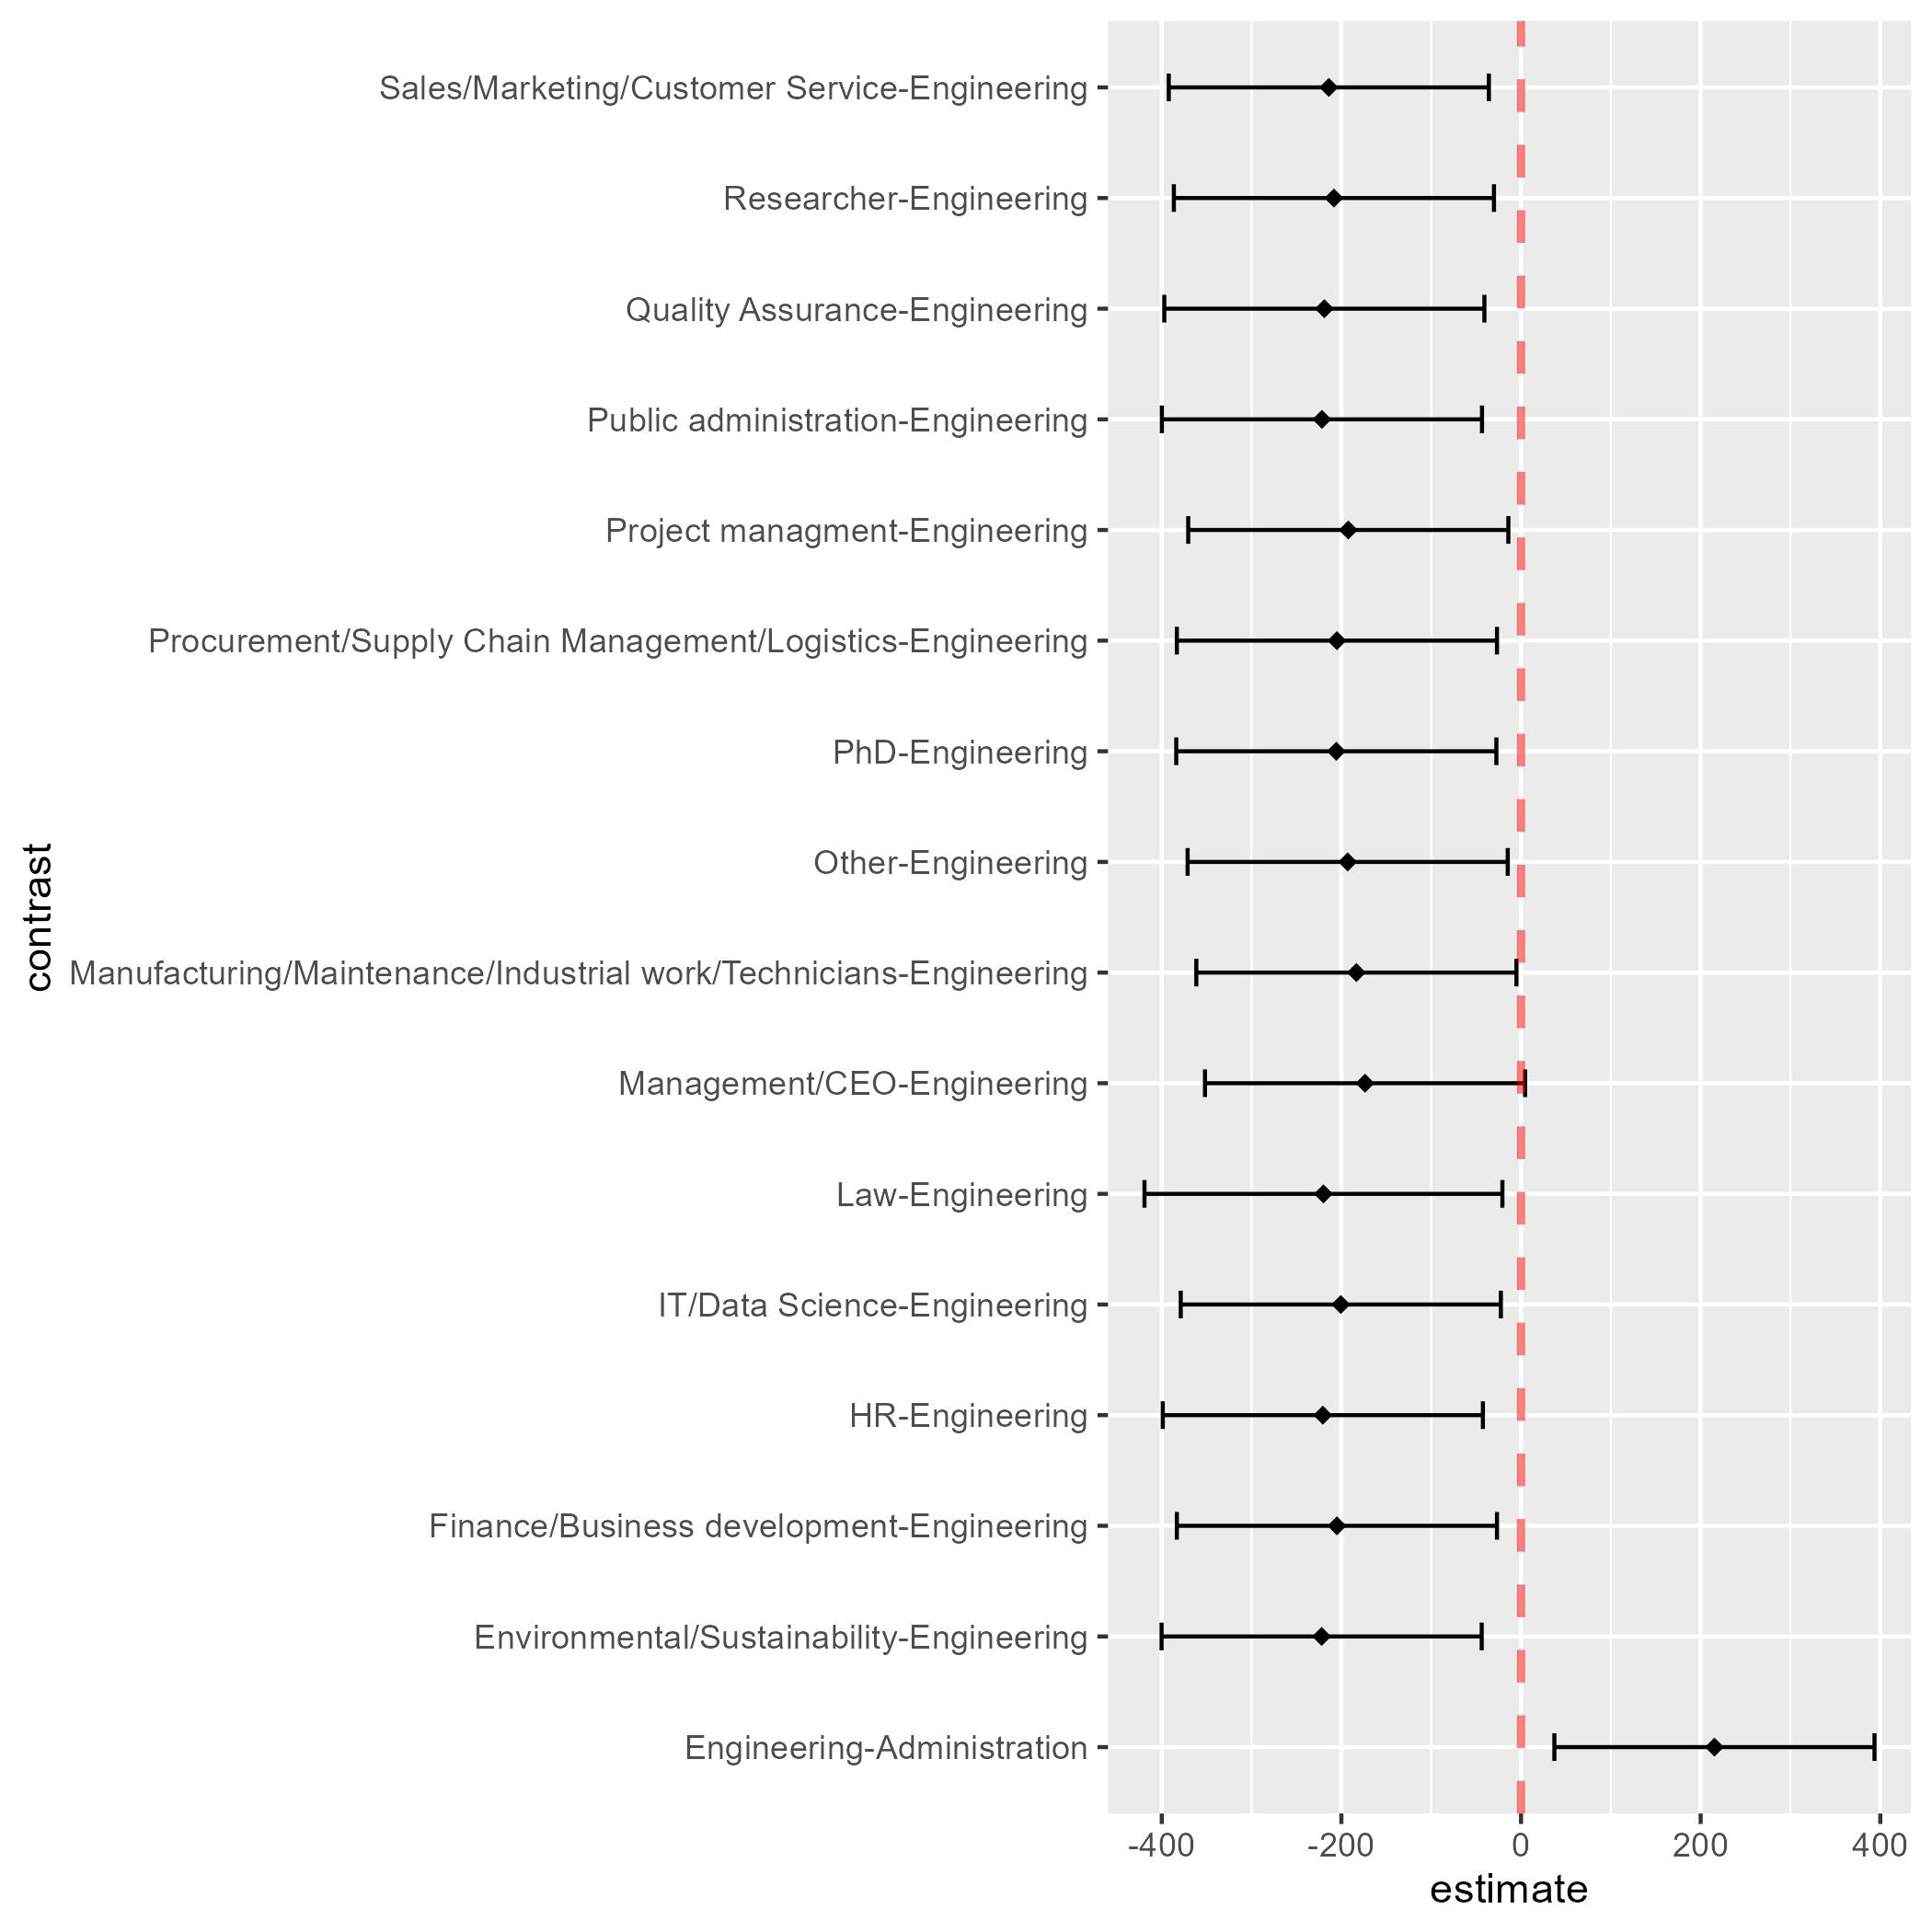 Sales/Marketing/Customer Service-Engineering
Researcher-Engineering
Quality Assurance-Engineering
Public administration-Engineering
Project managment-Engineering
Procurement/Supply Chain Management/Logistics-Engineering
PhD-Engineering
Other-Engineering
Manufacturing/Maintenance/Industrial work/Technicians-Engineering
Management/CEO-Engineering
Law-Engineering
IT/Data Science-Engineering
HR-Engineering
Finance/Business development-Engineering
Environmental/Sustainability-Engineering
Engineering-Administration
contrast
-400 -200 0 200 400
estimate